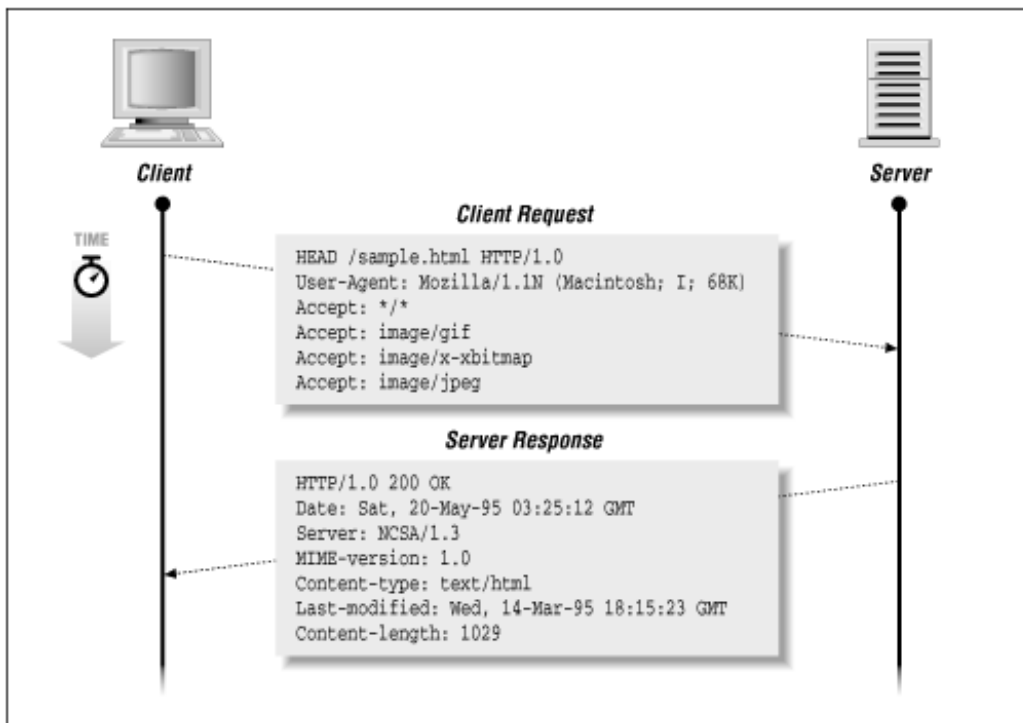 Client
Server
TIME
Client Request
HEAD /sample.html HTTP/1.0
User-Agent: Mozilla/1.1N (Macintosh; I; 68K)
Accept: */*
Accept: image/gif
Accept: image/x-xbitmap
Accept: image/jpeg
Server Response
HTTP/1.0 200 OK
Date: Sat, 20-May-95 03:25:12 GMT
Server: NCSA/1.3
MIME-version: 1.0
Content-type: text/html
Last-modified: Wed, 14-Mar-95 18:15:23 GMT
Content-length: 1029